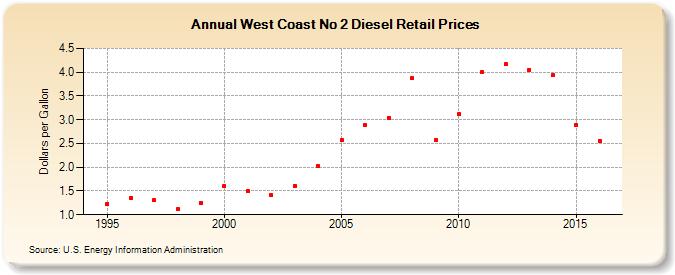 Annual West Coast No 2 Diesel Retail Prices
Dollars per Gallon
4.5
4.0
3.5
3.0
2.5
2.0
1.5
1.0
1995 2000 2005 2010 2015
Source: U.S. Energy Information Administration